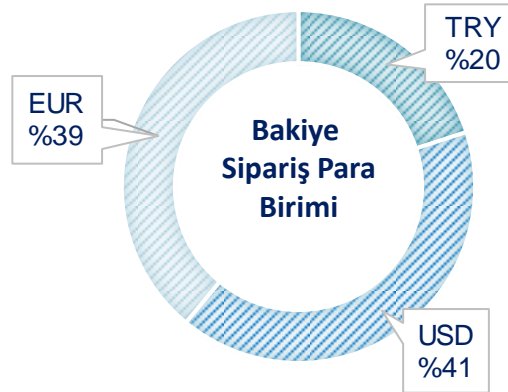 TRY
%20
EUR
%39
Bakiye
Sipariş Para
Birimi
USD
%41